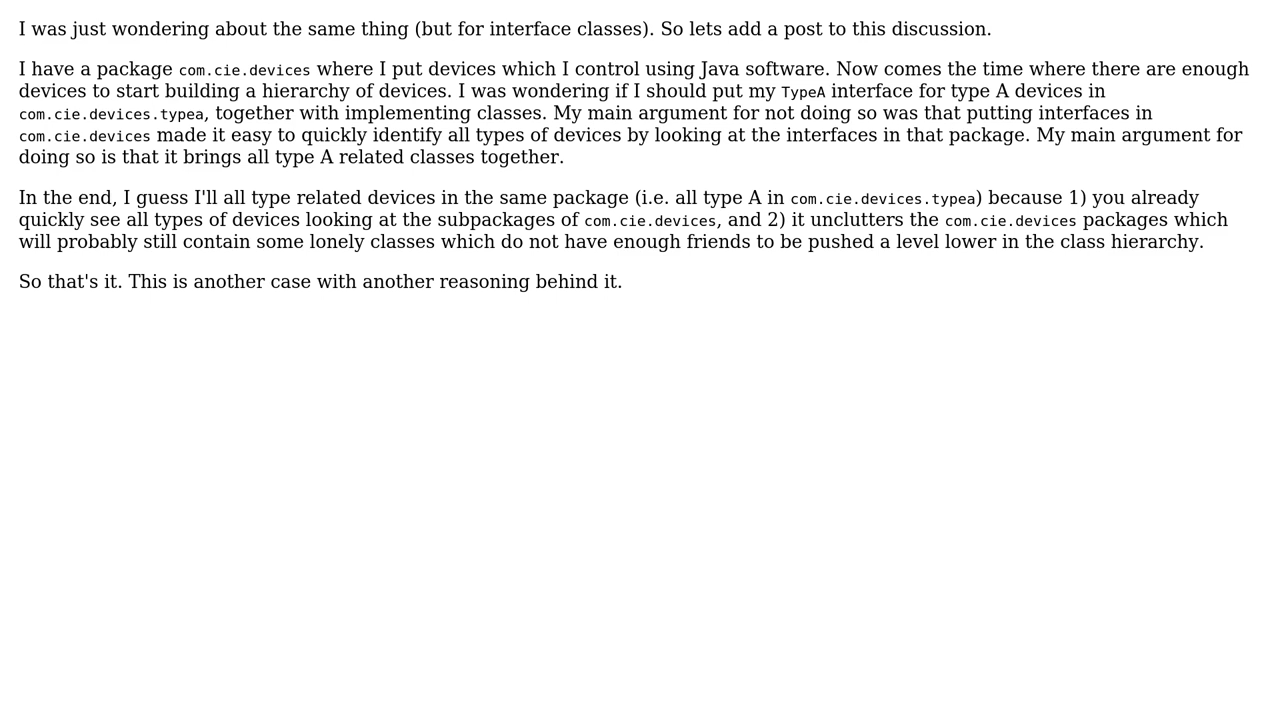 I was just wondering about the same thing (but for interface classes). So lets add a post to this discussion.
I have a package com.cie.devices where I put devices which I control using Java software. Now comes the time where there are enough
devices to start building a hierarchy of devices. I was wondering if I should put my TypeA interface for type A devices in
com.cie.devices.typea, together with implementing classes. My main argument for not doing so was that putting interfaces in
com.cie.devices made it easy to quickly identify all types of devices by looking at the interfaces in that package. My main argument for
doing so is that it brings all type A related classes together.
In the end, I guess I'll all type related devices in the same package (i.e. all type A in com.cie.devices.typea) because 1) you already
quickly see all types of devices looking at the subpackages of com.cie.devices, and 2) it unclutters the com.cie.devices packages which
will probably still contain some lonely classes which do not have enough friends to be pushed a level lower in the class hierarchy.
So that's it. This is another case with another reasoning behind it.